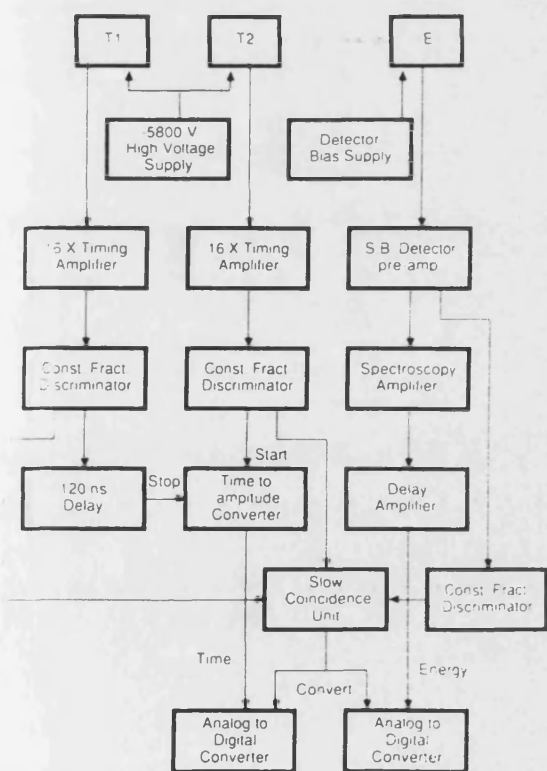 T1
T2
E
-5800 V
High Voltage
Supply
Detector
Bias Supply
16 X Timing
Amplifier
16 X Timing
Amplifier
S.B. Detector
pre-amp
Const. Fract.
Discriminator
Const. Fract.
Discriminator
Spectroscopy
Amplifier
Start
Stop
120 ns
Delay
Time to
amplitude
Converter
Delay
Amplifier
Slow
Coincidence
Unit
Const. Fract.
Discriminator
Time
Convert
Energy
Analog to
Digital
Converter
Analog to
Digital
Converter